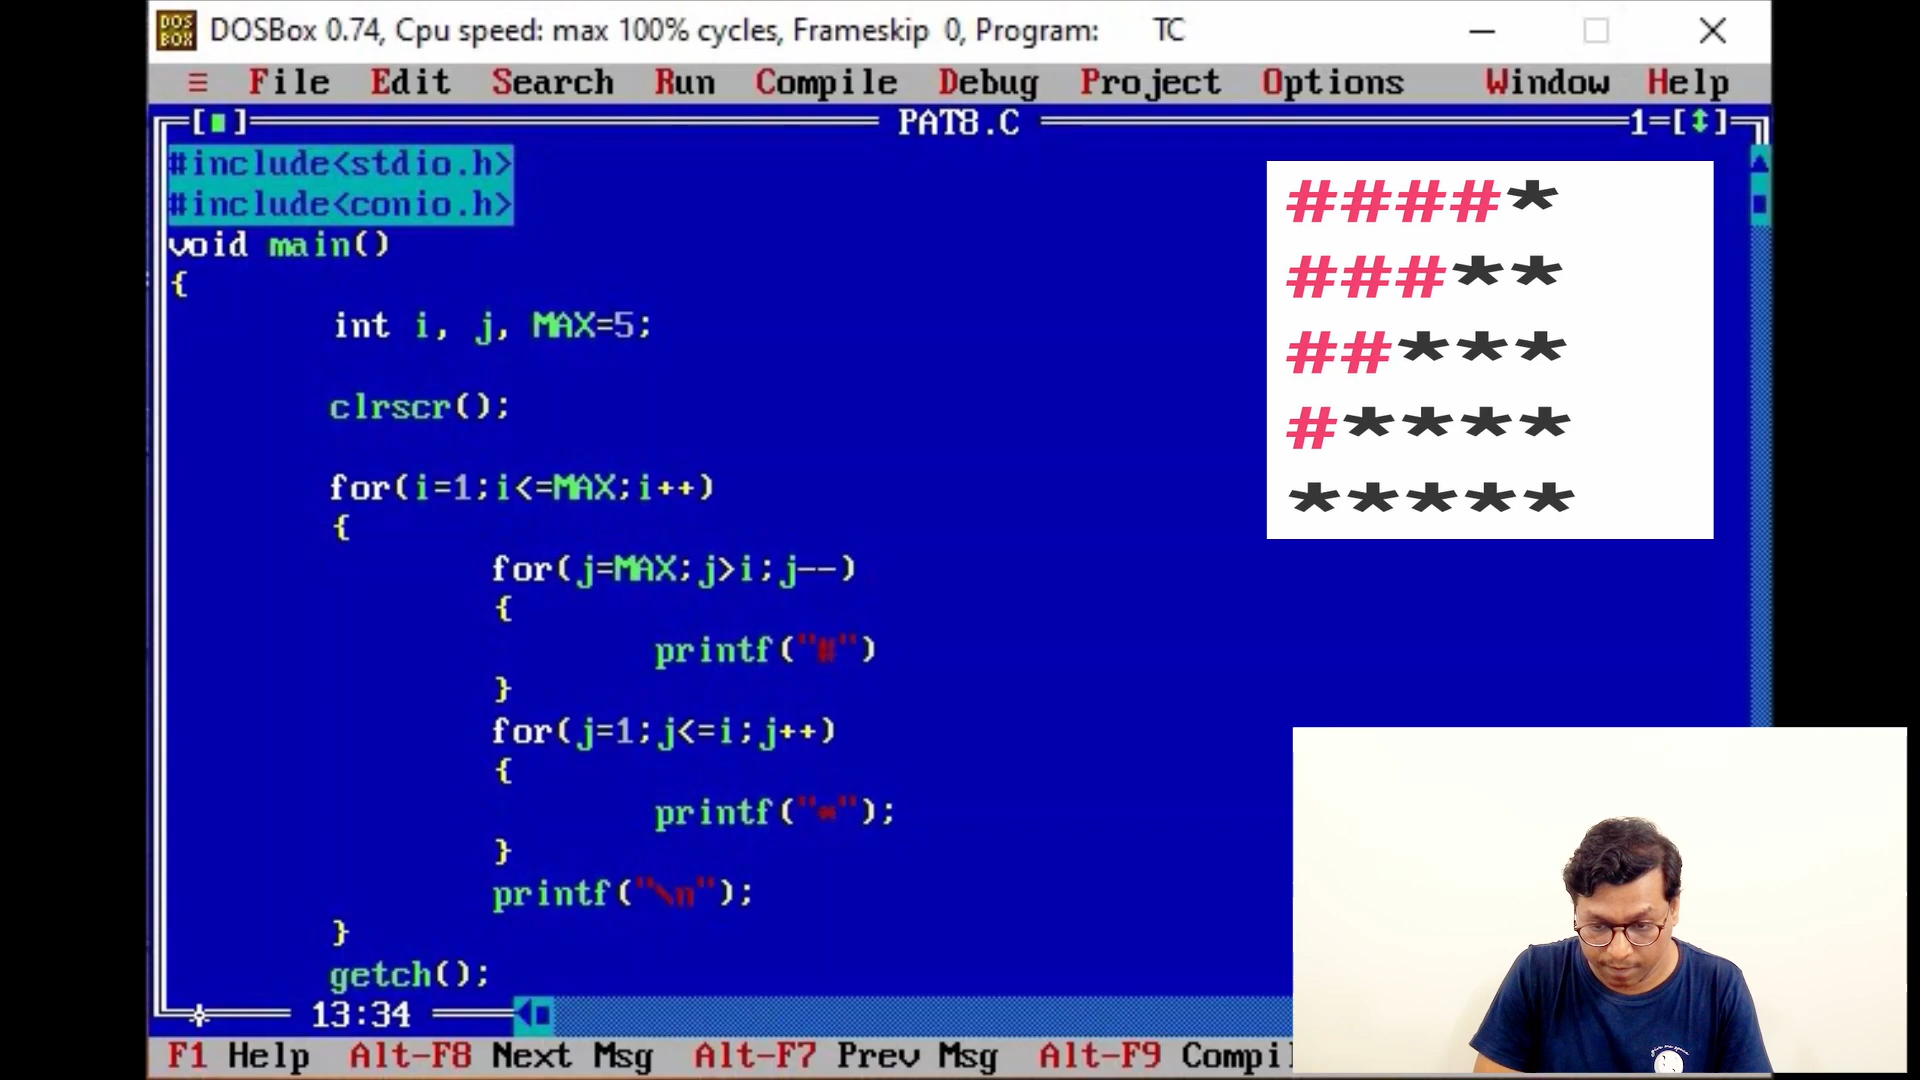 DOS BOX DOSBox 0.74, Cpu speed: max 100% cycles, Frameskip 0, Program: TC
≡ File Edit Search Run Compile Debug Project Options Window Help
[■] PAT8.C 1=[↕]
#include<stdio.h>
#include<conio.h>
void main()
{
int i, j, MAX=5;
clrscr();
for(i=1;i<=MAX;i++)
{
for(j=MAX;j>i;j--)
{
printf("#")
}
for(j=1;j<=i;j++)
{
printf("*");
}
printf("\n");
}
getch();
13:34
F1 Help Alt-F8 Next Msg Alt-F7 Prev Msg Alt-F9 Compil
####*
###**
##***
#****
*****